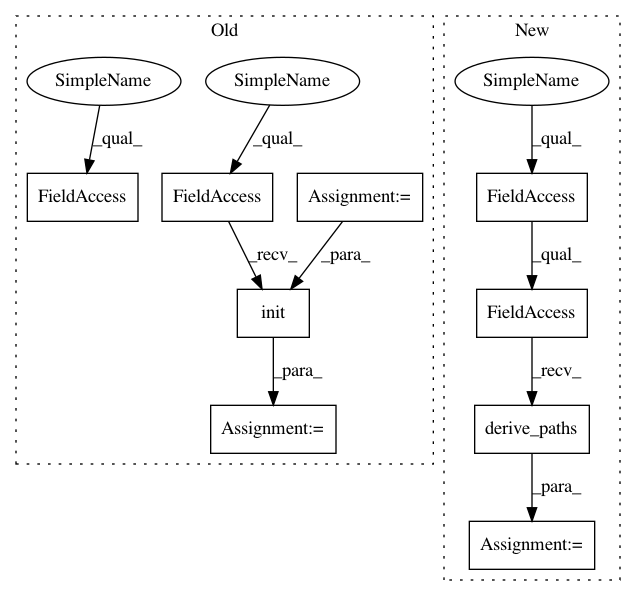 Old
New
SimpleName
SimpleName
SimpleName
_qual_
_qual_
_qual_
FieldAccess
FieldAccess
Assignment:=
FieldAccess
_recv_
_para_
_qual_
init
FieldAccess
_para_
_recv_
Assignment:=
derive_paths
_para_
Assignment:=